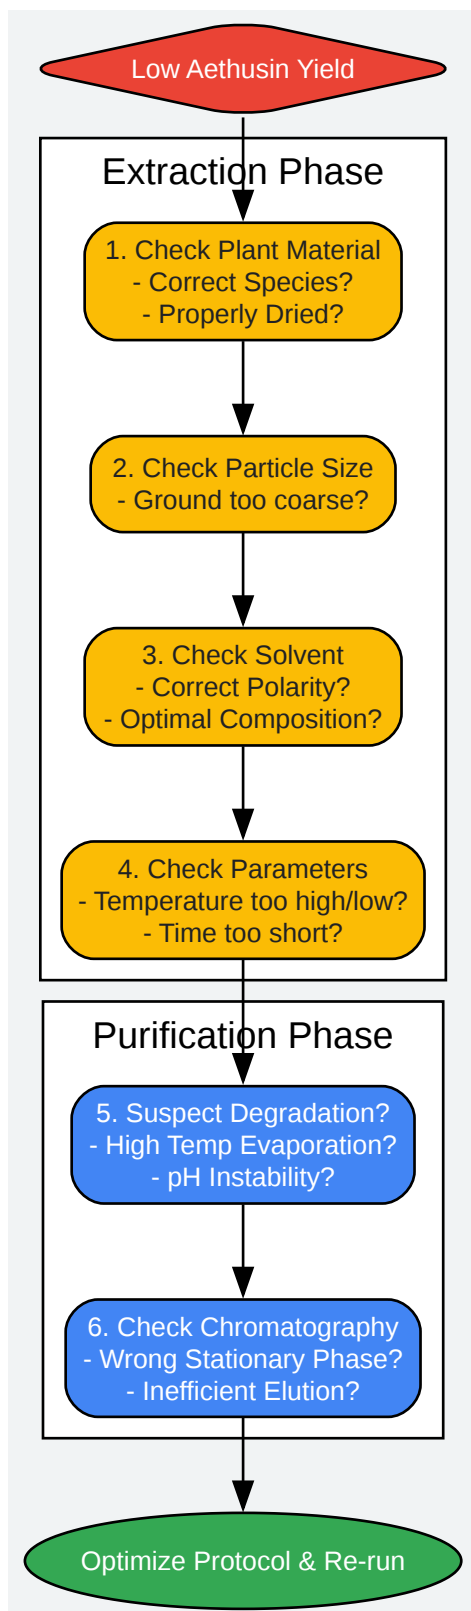 Low Aethusin Yield
Extraction Phase
1. Check Plant Material
- Correct Species?
- Properly Dried?
2. Check Particle Size
- Ground too coarse?
3. Check Solvent
- Correct Polarity?
- Optimal Composition?
4. Check Parameters
- Temperature too high/low?
- Time too short?
Purification Phase
5. Suspect Degradation?
- High Temp Evaporation?
- pH Instability?
6. Check Chromatography
- Wrong Stationary Phase?
- Inefficient Elution?
Optimize Protocol & Re-run